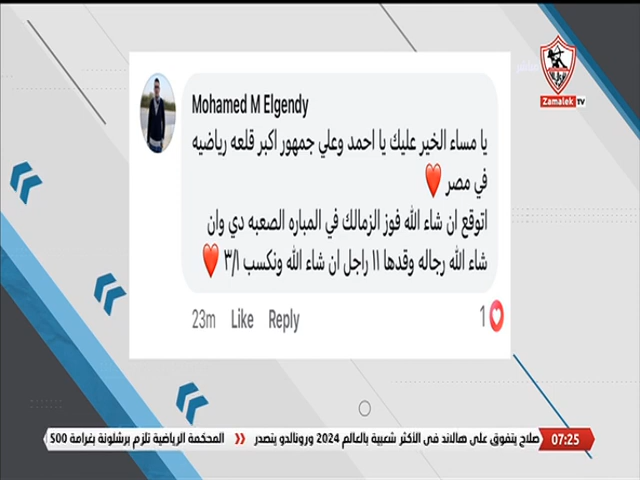 Zamalek TV
Mohamed M Elgendy
يا مساء الخير عليك يا احمد وعلي جمهور اكبر قلعه رياضيه
في مصر ❤️
اتوقع ان شاء الله فوز الزمالك في المباره الصعبه دي وان
شاء الله رجاله وقدها ١١ راجل ان شاء الله ونكسب ٣/١ ❤️
23m Like Reply 1
07:25 صلاح يتفوق على هالاند فى الأكثر شعبية بالعالم 2024 ورونالدو يتصدر » المحكمة الرياضية تلزم برشلونة بغرامة 500